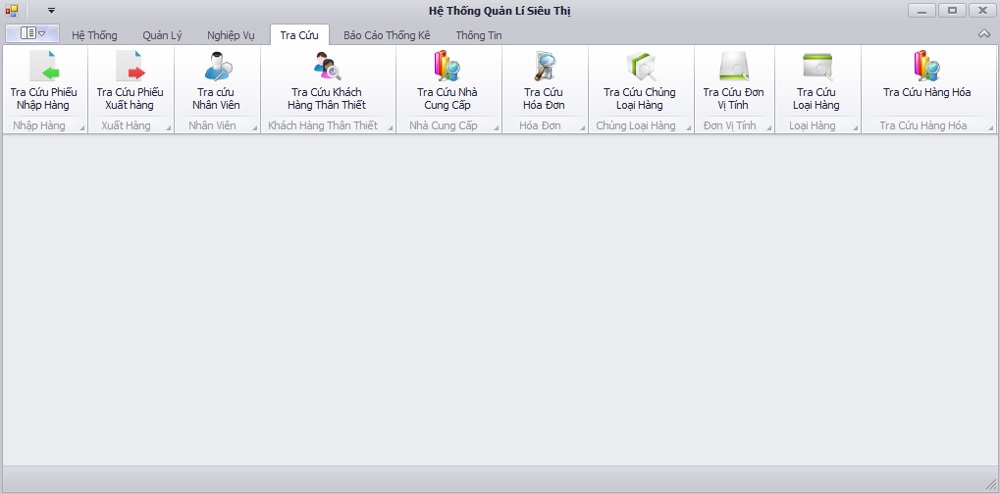 Hệ Thống Quản Lí Siêu Thị
Hệ Thống Quản Lý Nghiệp Vụ Tra Cứu Báo Cáo Thống Kê Thông Tin
Tra Cứu Phiếu
Nhập Hàng
Tra Cứu Phiếu
Xuất hàng
Tra cứu
Nhân Viên
Tra Cứu Khách
Hàng Thân Thiết
Tra Cứu Nhà
Cung Cấp
Tra Cứu
Hóa Đơn
Tra Cứu Chủng
Loại Hàng
Tra Cứu Đơn
Vị Tính
Tra Cứu
Loại Hàng
Tra Cứu Hàng Hóa
Nhập Hàng Xuất Hàng Nhân Viên Khách Hàng Thân Thiết Nhà Cung Cấp Hóa Đơn Chủng Loại Hàng Đơn Vị Tính Loại Hàng Tra Cứu Hàng Hóa